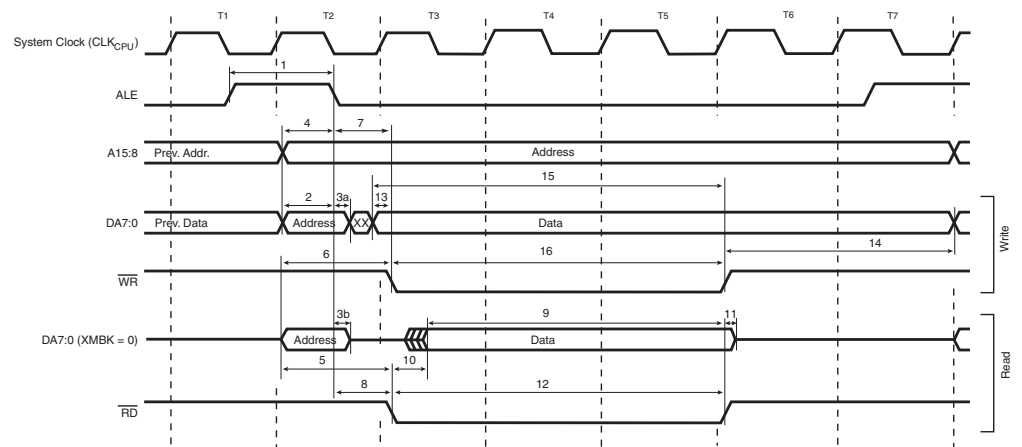 T1 T2 T3 T4 T5 T6 T7
System Clock (CLKCPU)
1
ALE
4 7
A15:8 Prev. Addr. Address
15
2 3a 13
DA7:0 Prev. Data Address XX Data
14
6 16
WR
Write
3b 9 11
DA7:0 (XMBK = 0) Address Data
5 10
8 12
RD
Read